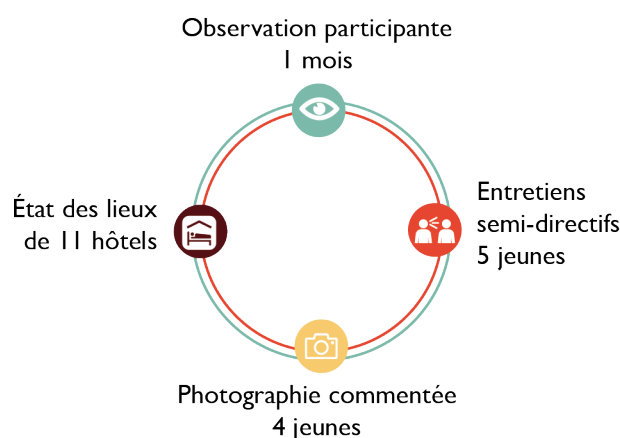 Observation participante
1 mois
État des lieux
de 11 hôtels
Entretiens
semi-directifs
5 jeunes
Photographie commentée
4 jeunes